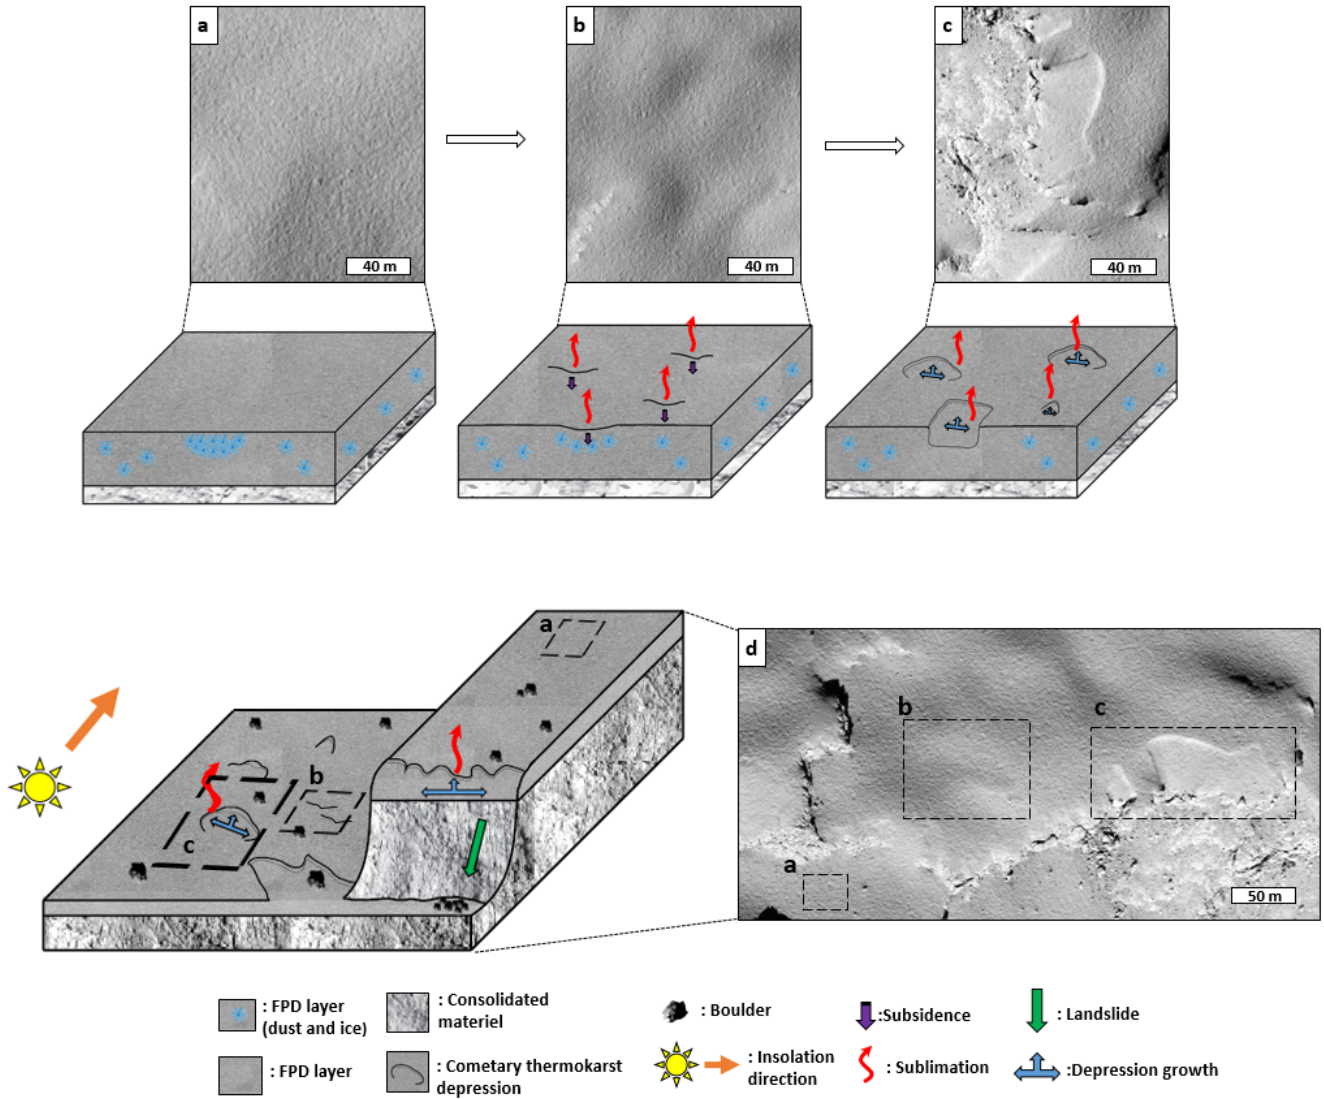 a
b
c
40 m
40 m
40 m
a
b
c
d
b
c
a
50 m
: FPD layer
(dust and ice)
: Consolidated
materiel
: Boulder
:Subsidence
: Landslide
: FPD layer
: Cometary thermokarst
depression
: Insolation
direction
: Sublimation
:Depression growth